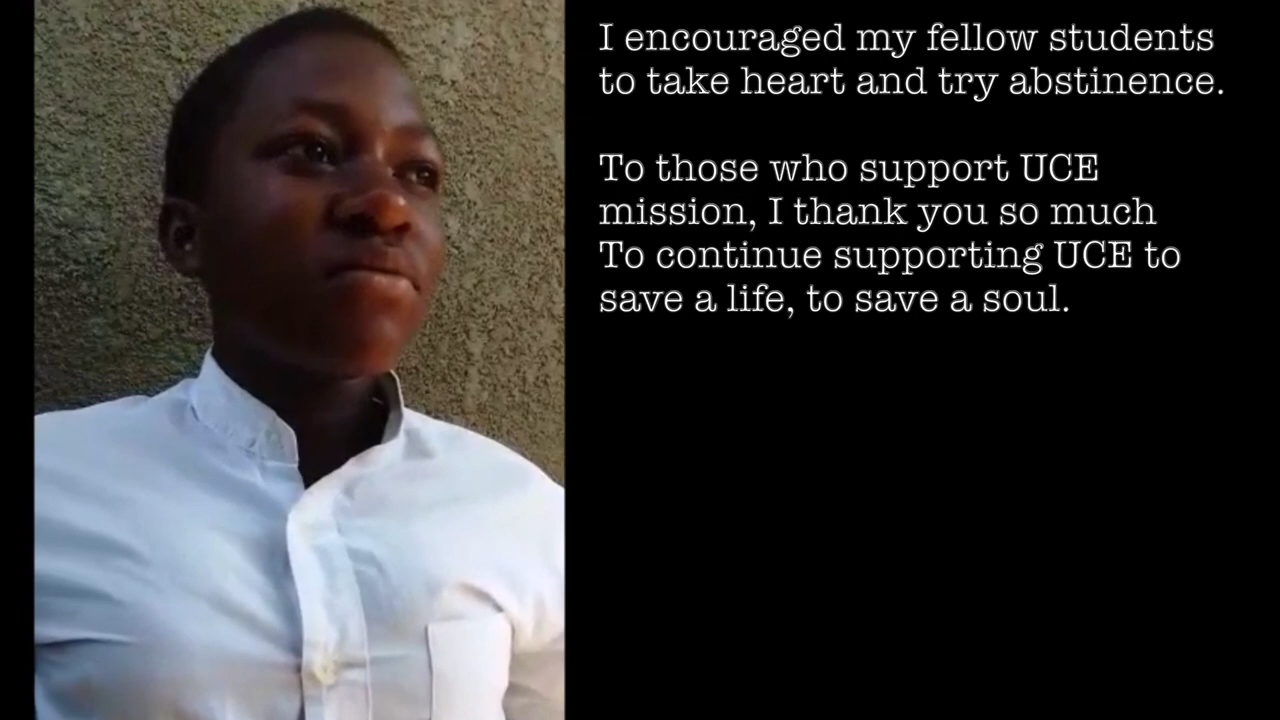 I encouraged my fellow students
to take heart and try abstinence.
To those who support UCE
mission, I thank you so much
To continue supporting UCE to
save a life, to save a soul.